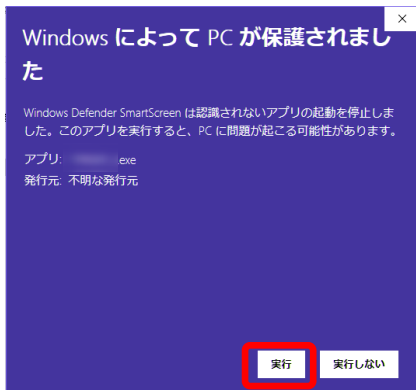 Windows によって PC が保護されまし
た
Windows Defender SmartScreen は認識されないアプリの起動を停止しま
した。このアプリを実行すると、PC に問題が起こる可能性があります。
アプリ: .exe
発行元: 不明な発行元
実行 実行しない